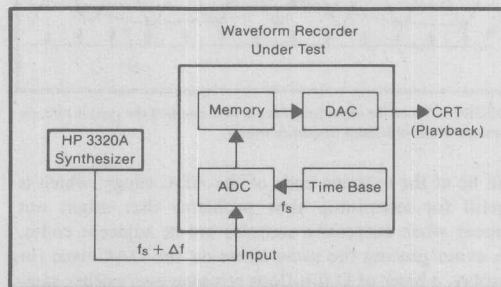 Waveform Recorder
Under Test
Memory
DAC
CRT
(Playback)
HP 3320A
Synthesizer
ADC
Time Base
fs
fs + Δf
Input